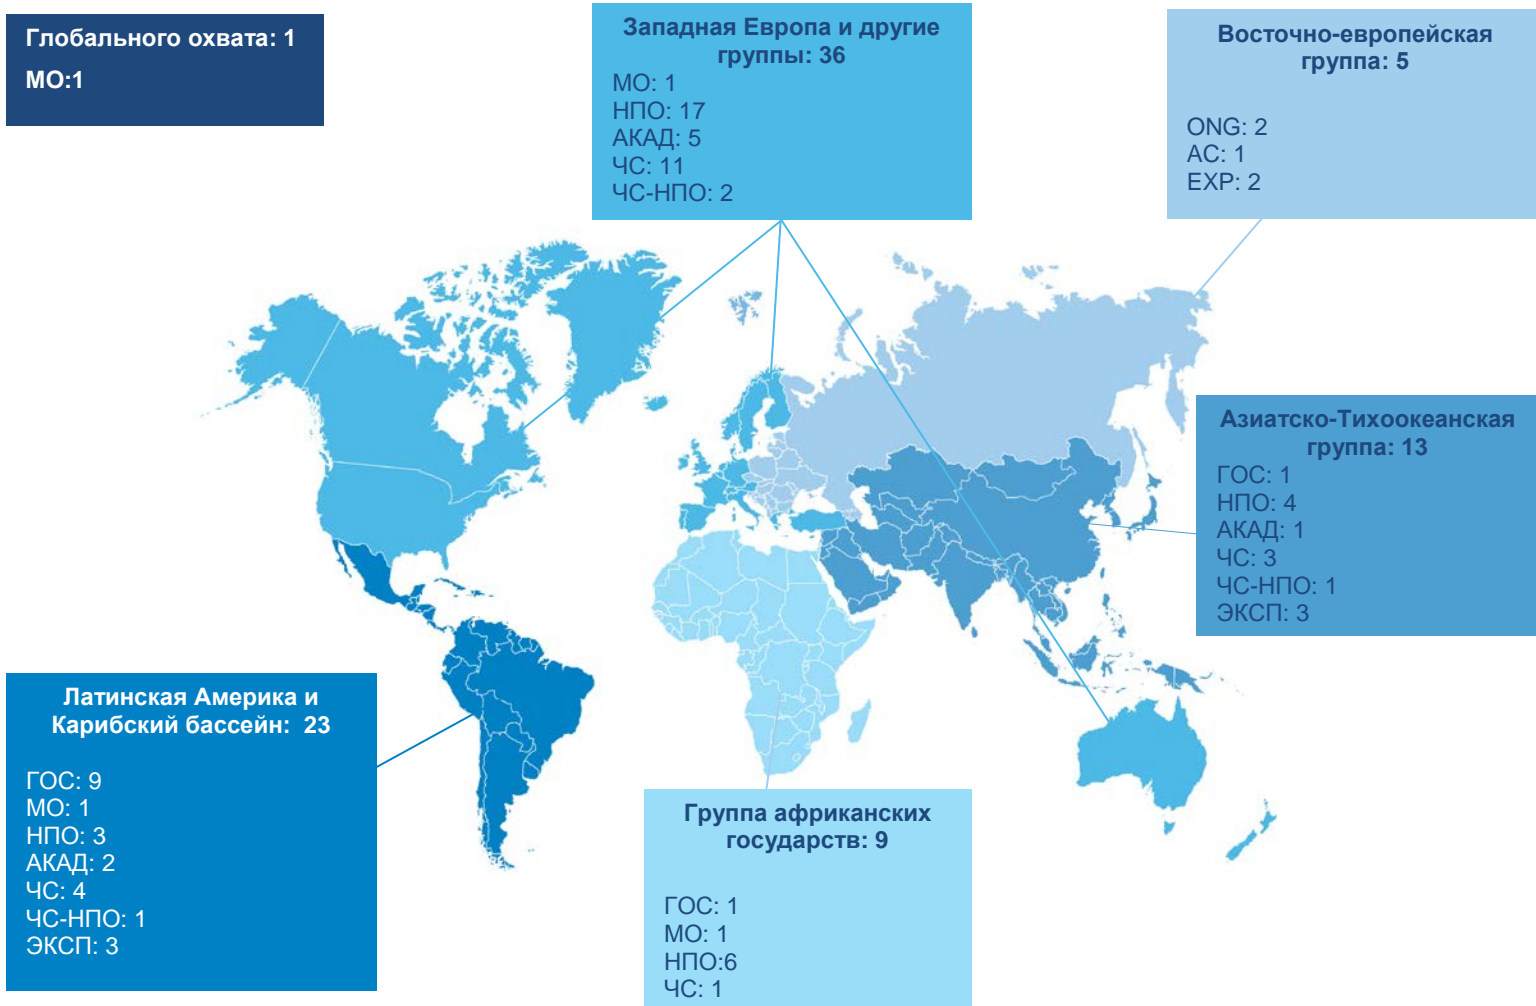 Глобального охвата: 1
МО:1
Западная Европа и другие
группы: 36
МО: 1
НПО: 17
АКАД: 5
ЧС: 11
ЧС-НПО: 2
Восточно-европейская
группа: 5
ONG: 2
AC: 1
EXP: 2
Азиатско-Тихоокеанская
группа: 13
ГОС: 1
НПО: 4
АКАД: 1
ЧС: 3
ЧС-НПО: 1
ЭКСП: 3
Латинская Америка и
Карибский бассейн: 23
ГОС: 9
МО: 1
НПО: 3
АКАД: 2
ЧС: 4
ЧС-НПО: 1
ЭКСП: 3
Группа африканских
государств: 9
ГОС: 1
МО: 1
НПО:6
ЧС: 1